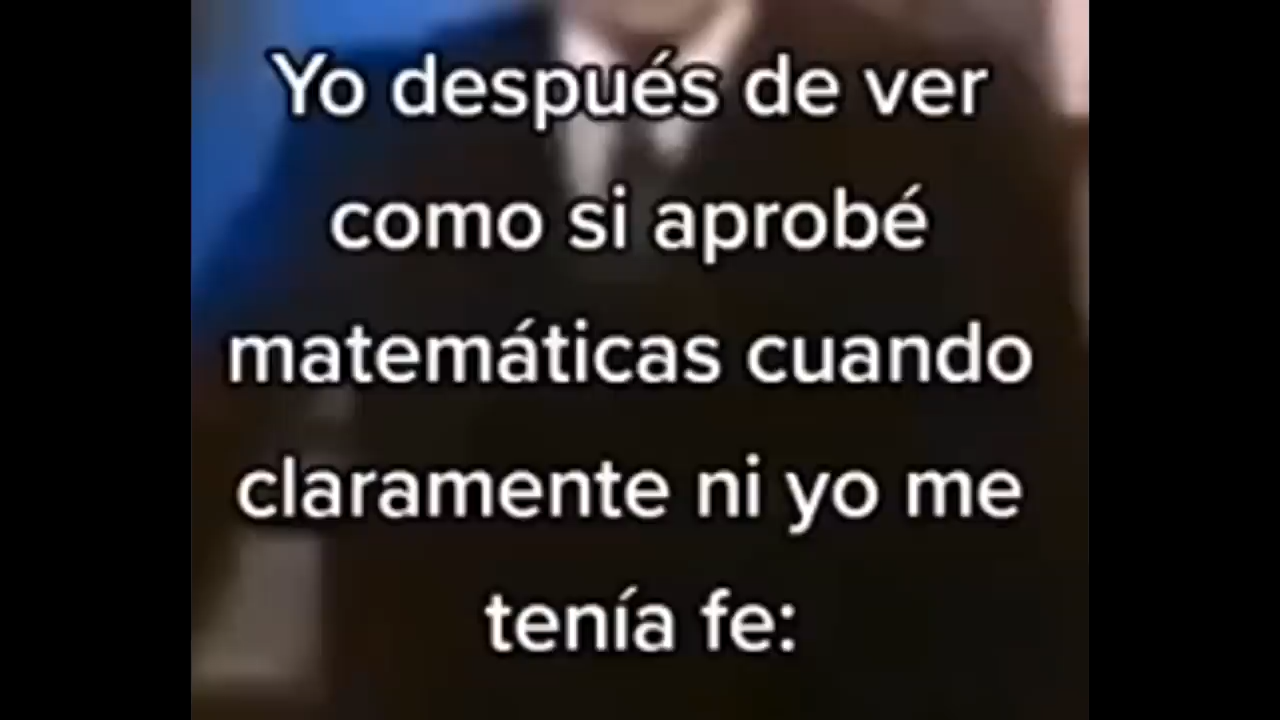 Yo después de ver
como si aprobé
matemáticas cuando
claramente ni yo me
tenía fe: